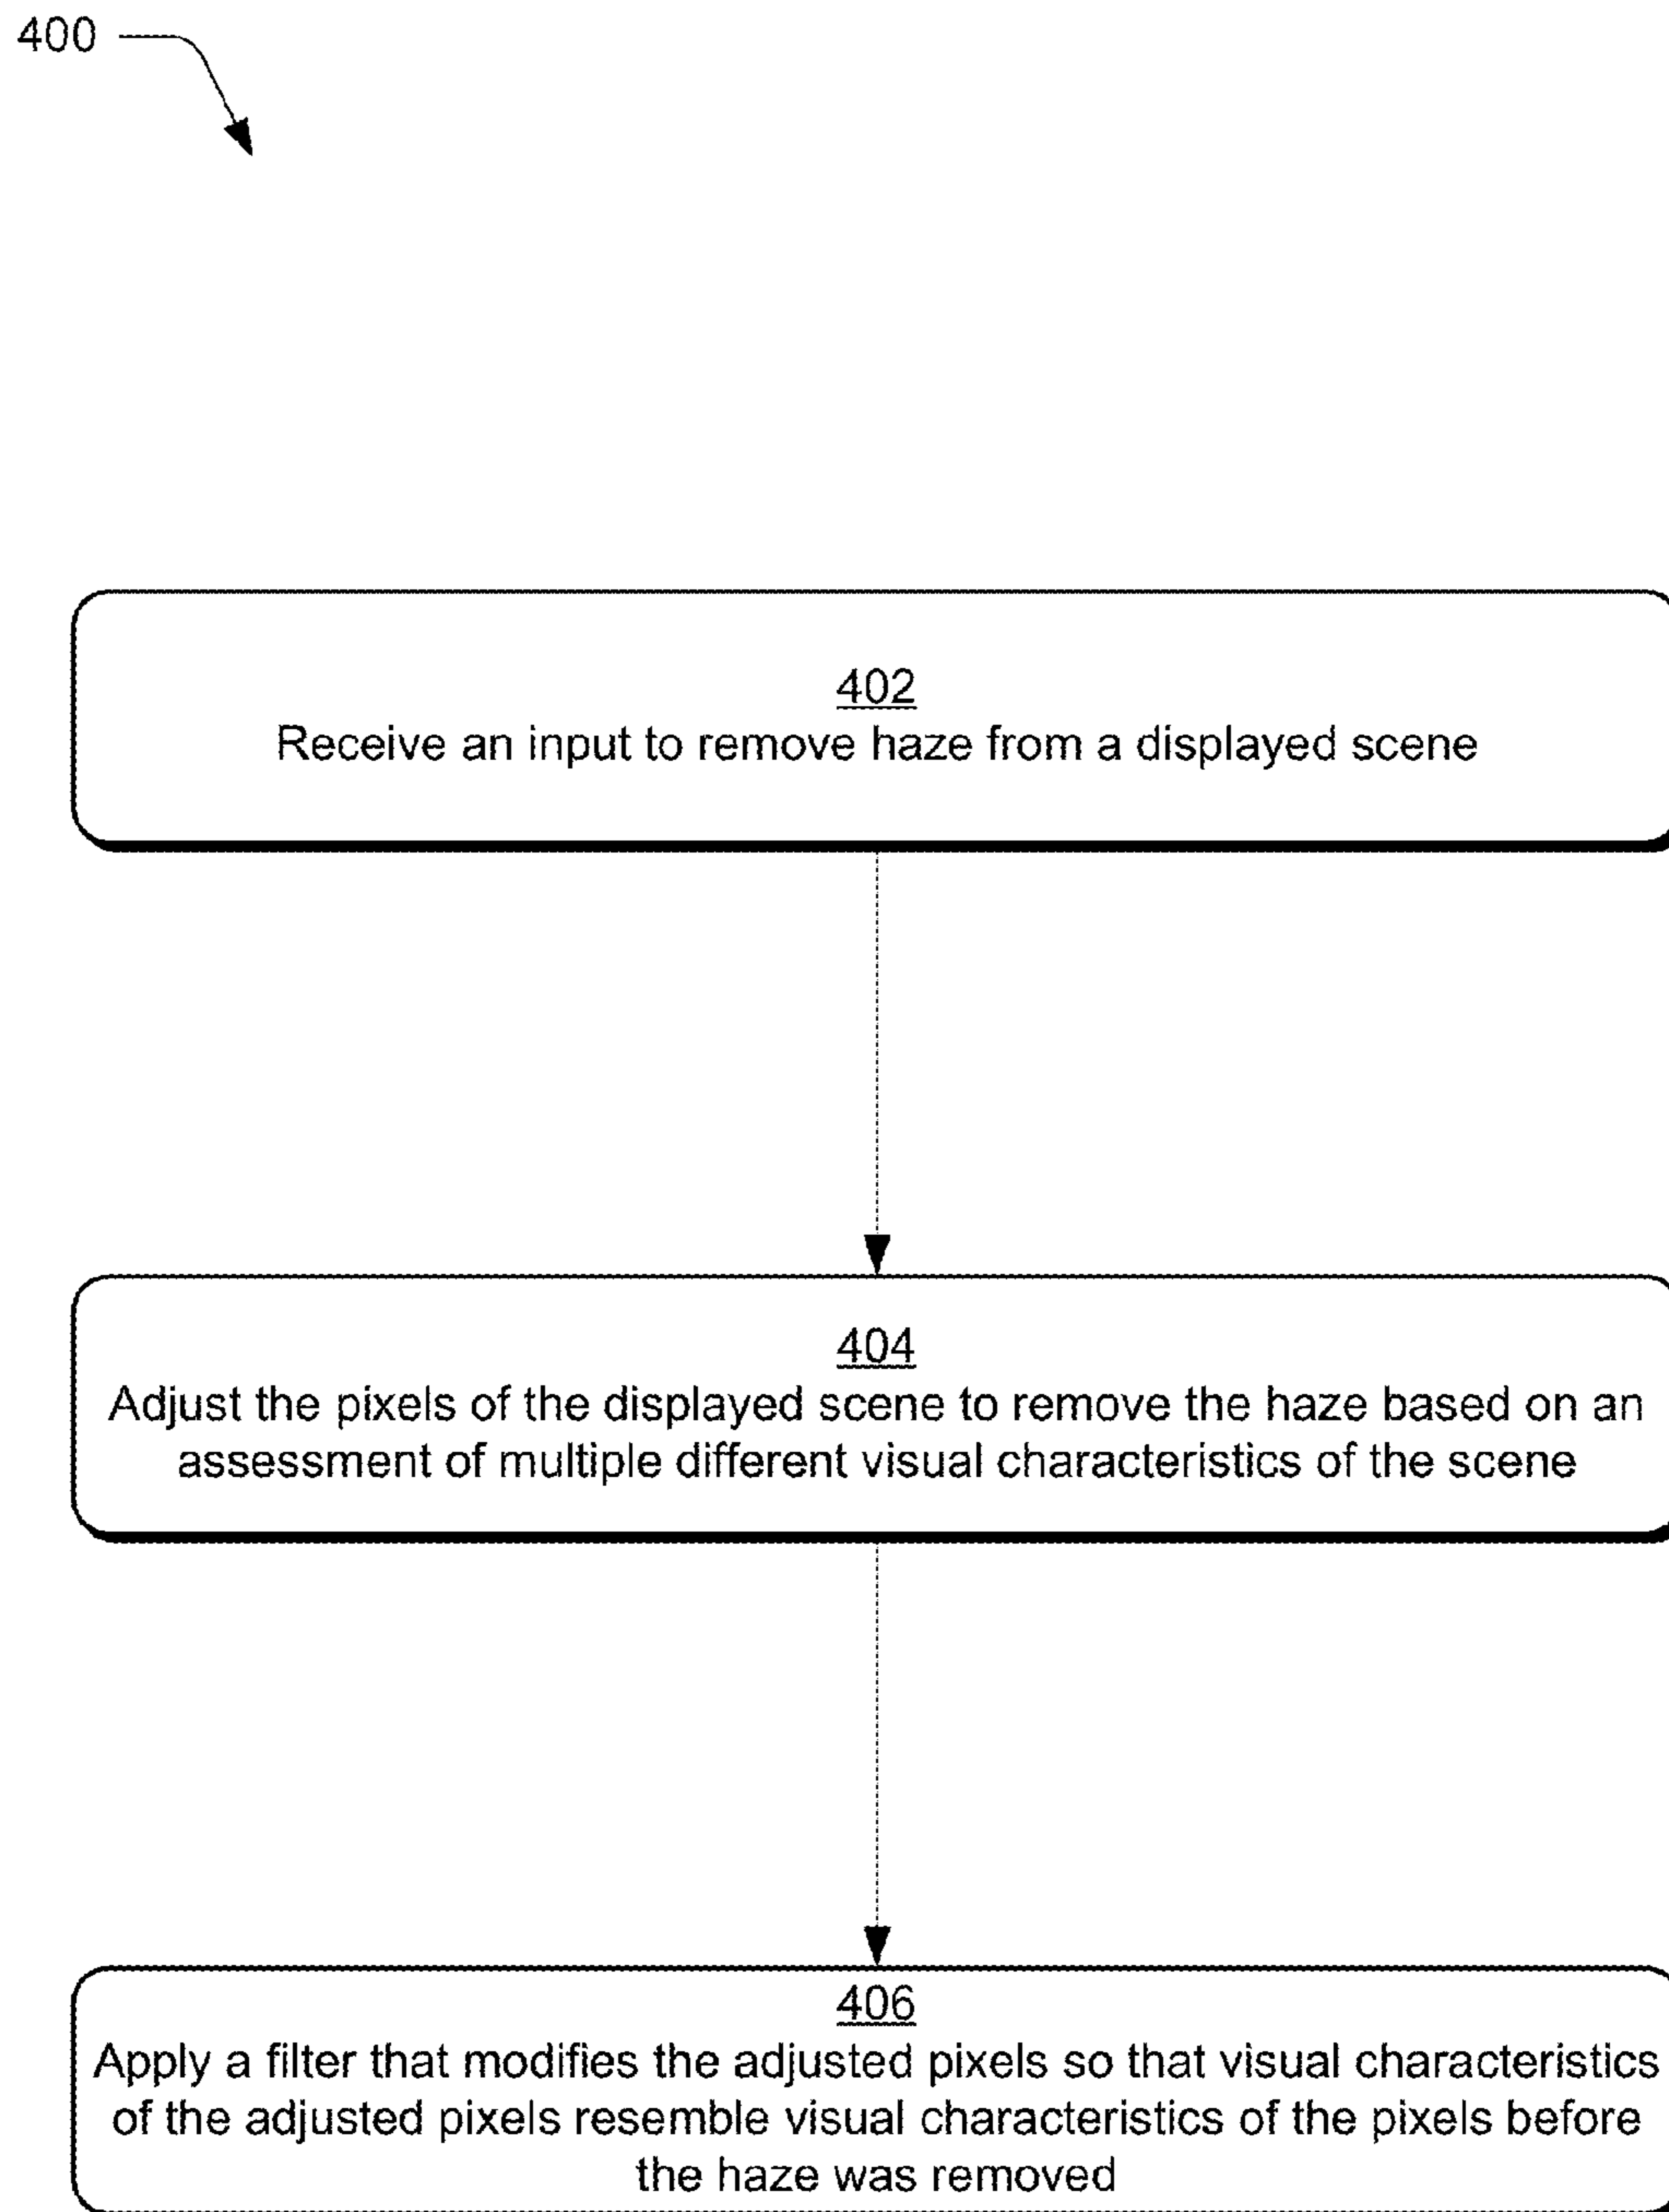 400
402
Receive an input to remove haze from a displayed scene
404
Adjust the pixels of the displayed scene to remove the haze based on an
assessment of multiple different visual characteristics of the scene
406
Apply a filter that modifies the adjusted pixels so that visual characteristics
of the adjusted pixels resemble visual characteristics of the pixels before
the haze was removed